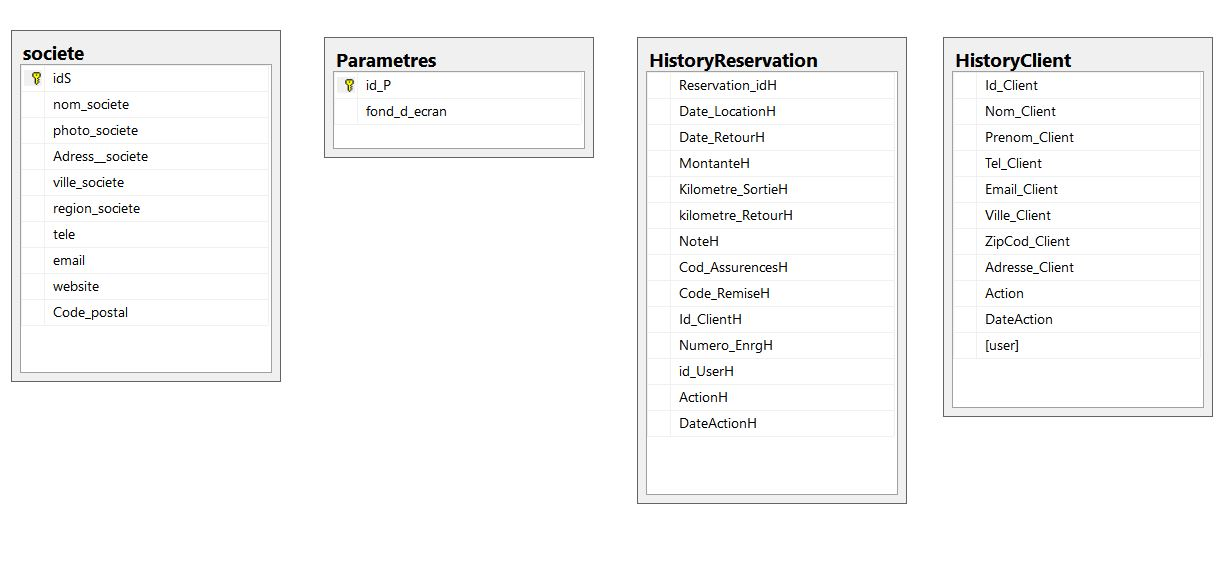 societe
idS
nom_societe
photo_societe
Adress__societe
ville_societe
region_societe
tele
email
website
Code_postal
Parametres
id_P
fond_d_ecran
HistoryReservation
Reservation_idH
Date_LocationH
Date_RetourH
MontanteH
Kilometre_SortieH
kilometre_RetourH
NoteH
Cod_AssurencesH
Code_RemiseH
Id_ClientH
Numero_EnrgH
id_UserH
ActionH
DateActionH
HistoryClient
Id_Client
Nom_Client
Prenom_Client
Tel_Client
Email_Client
Ville_Client
ZipCod_Client
Adresse_Client
Action
DateAction
[user]